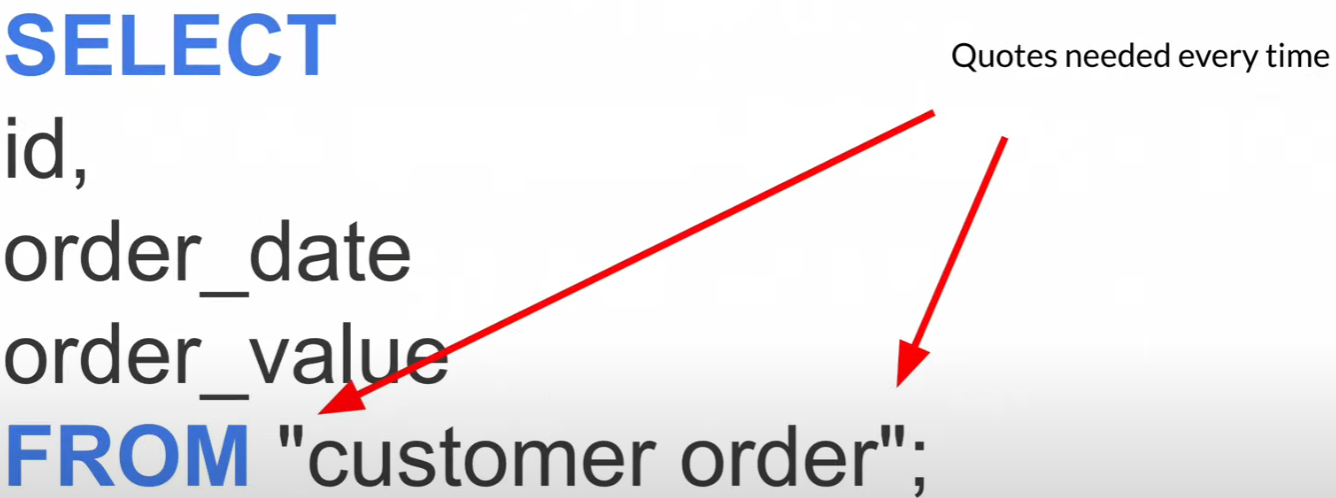 SELECT
Quotes needed every time
id,
order_date
order_value
FROM "customer order";